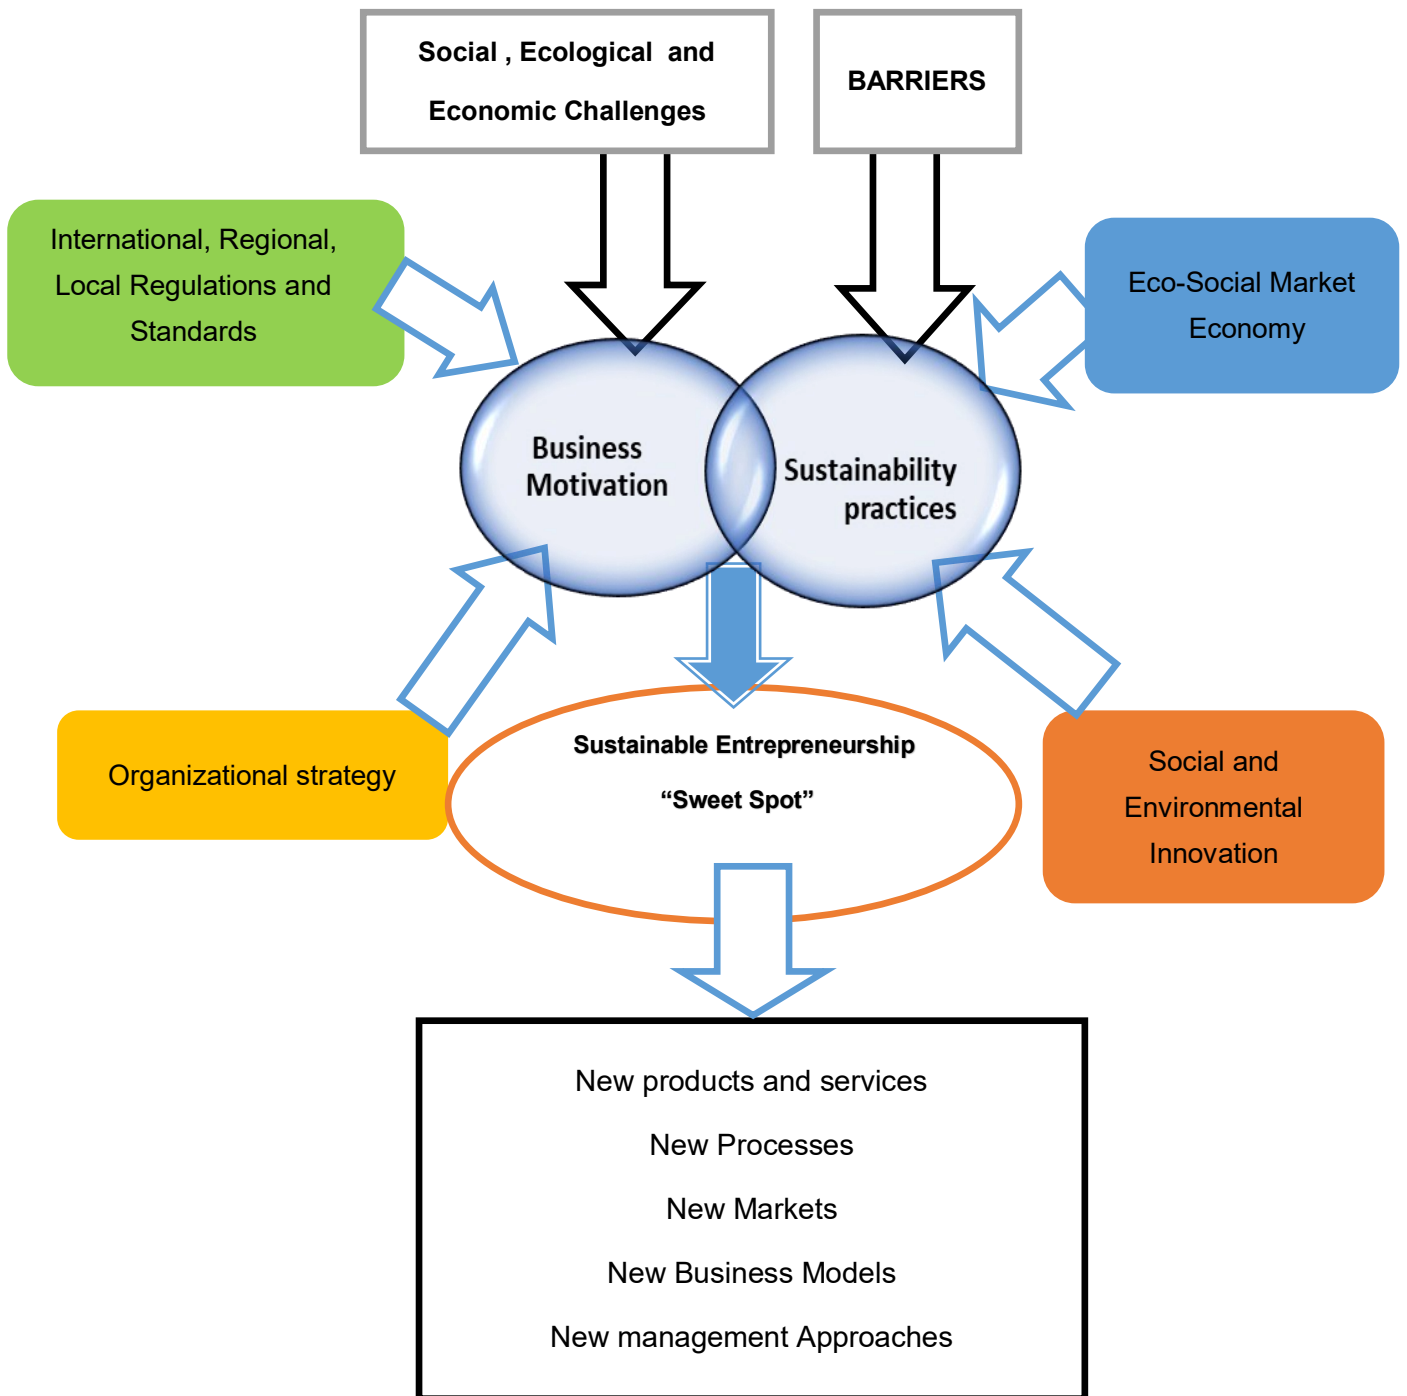 Social , Ecological  and
Economic Challenges
BARRIERS
International, Regional,
Local Regulations and
Standards
Eco-Social Market
Economy
Business
Motivation
Sustainability
practices
Organizational strategy
Sustainable Entrepreneurship
“Sweet Spot”
Social and
Environmental
Innovation
New products and services
New Processes
New Markets
New Business Models
New management Approaches